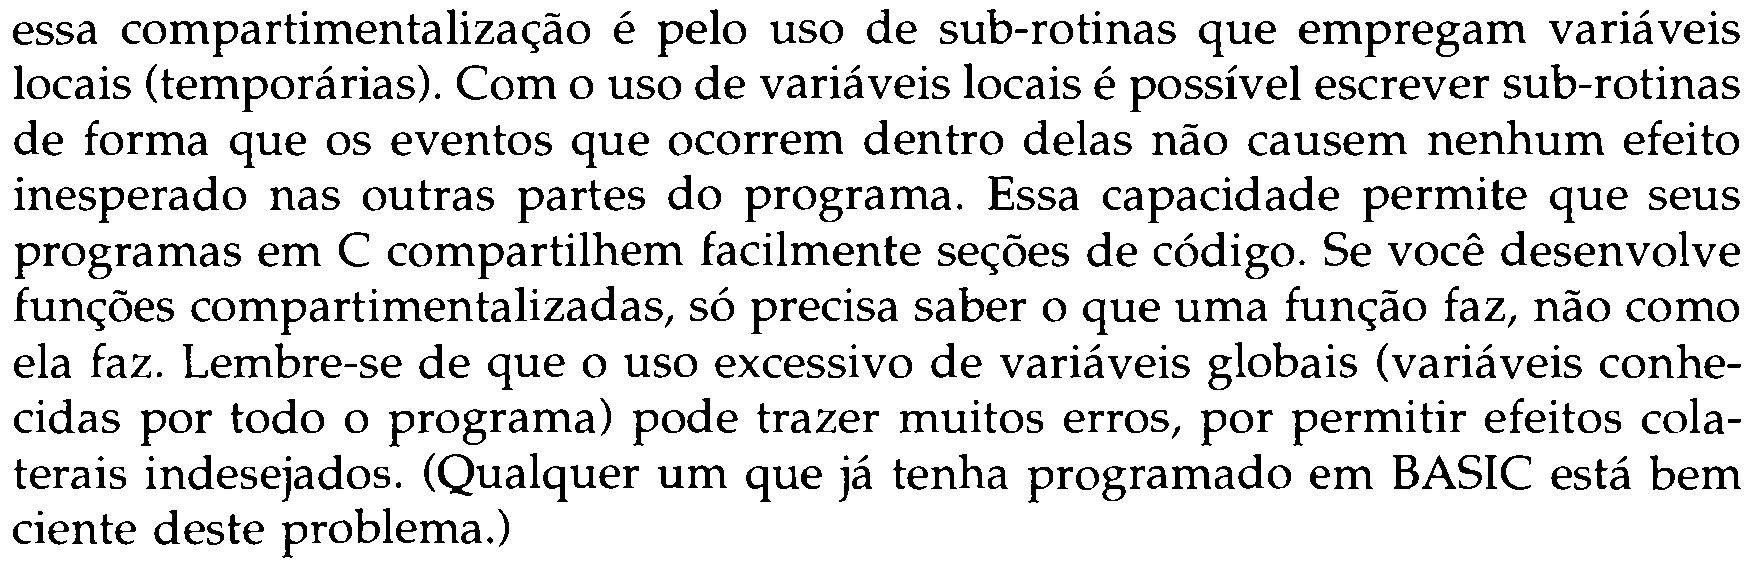 essa compartimentalização é pelo uso de sub-rotinas que empregam variáveis
locais (temporárias). Com o uso de variáveis locais é possível escrever sub-rotinas
de forma que os eventos que ocorrem dentro delas não causem nenhum efeito
inesperado nas outras partes do programa. Essa capacidade permite que seus
programas em C compartilhem facilmente seções de código. Se você desenvolve
funções compartimentalizadas, só precisa saber o que uma função faz, não como
ela faz. Lembre-se de que o uso excessivo de variáveis globais (variáveis conhe-
cidas por todo o programa) pode trazer muitos erros, por permitir efeitos cola-
terais indesejados. (Qualquer um que já tenha programado em BASIC está bem
ciente deste problema.)